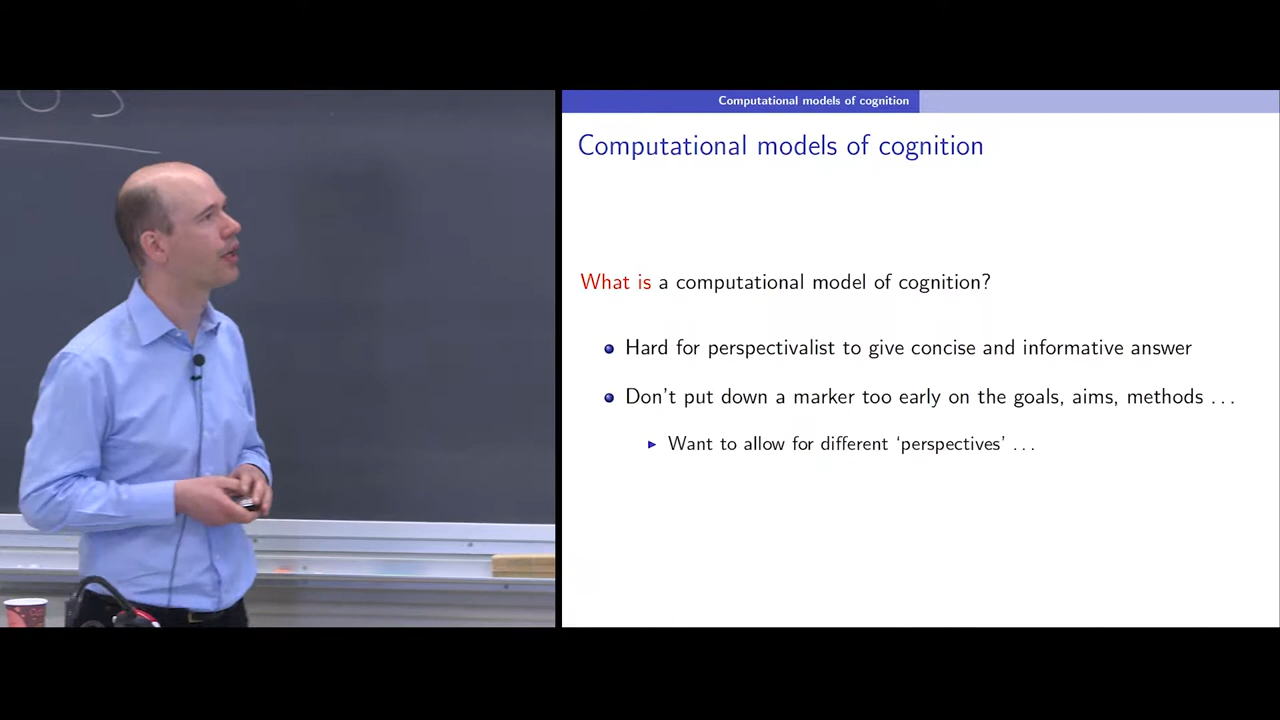 Computational models of cognition
Computational models of cognition
What is a computational model of cognition?
Hard for perspectivalist to give concise and informative answer
Don't put down a marker too early on the goals, aims, methods . . .
Want to allow for different ‘perspectives’ . . .